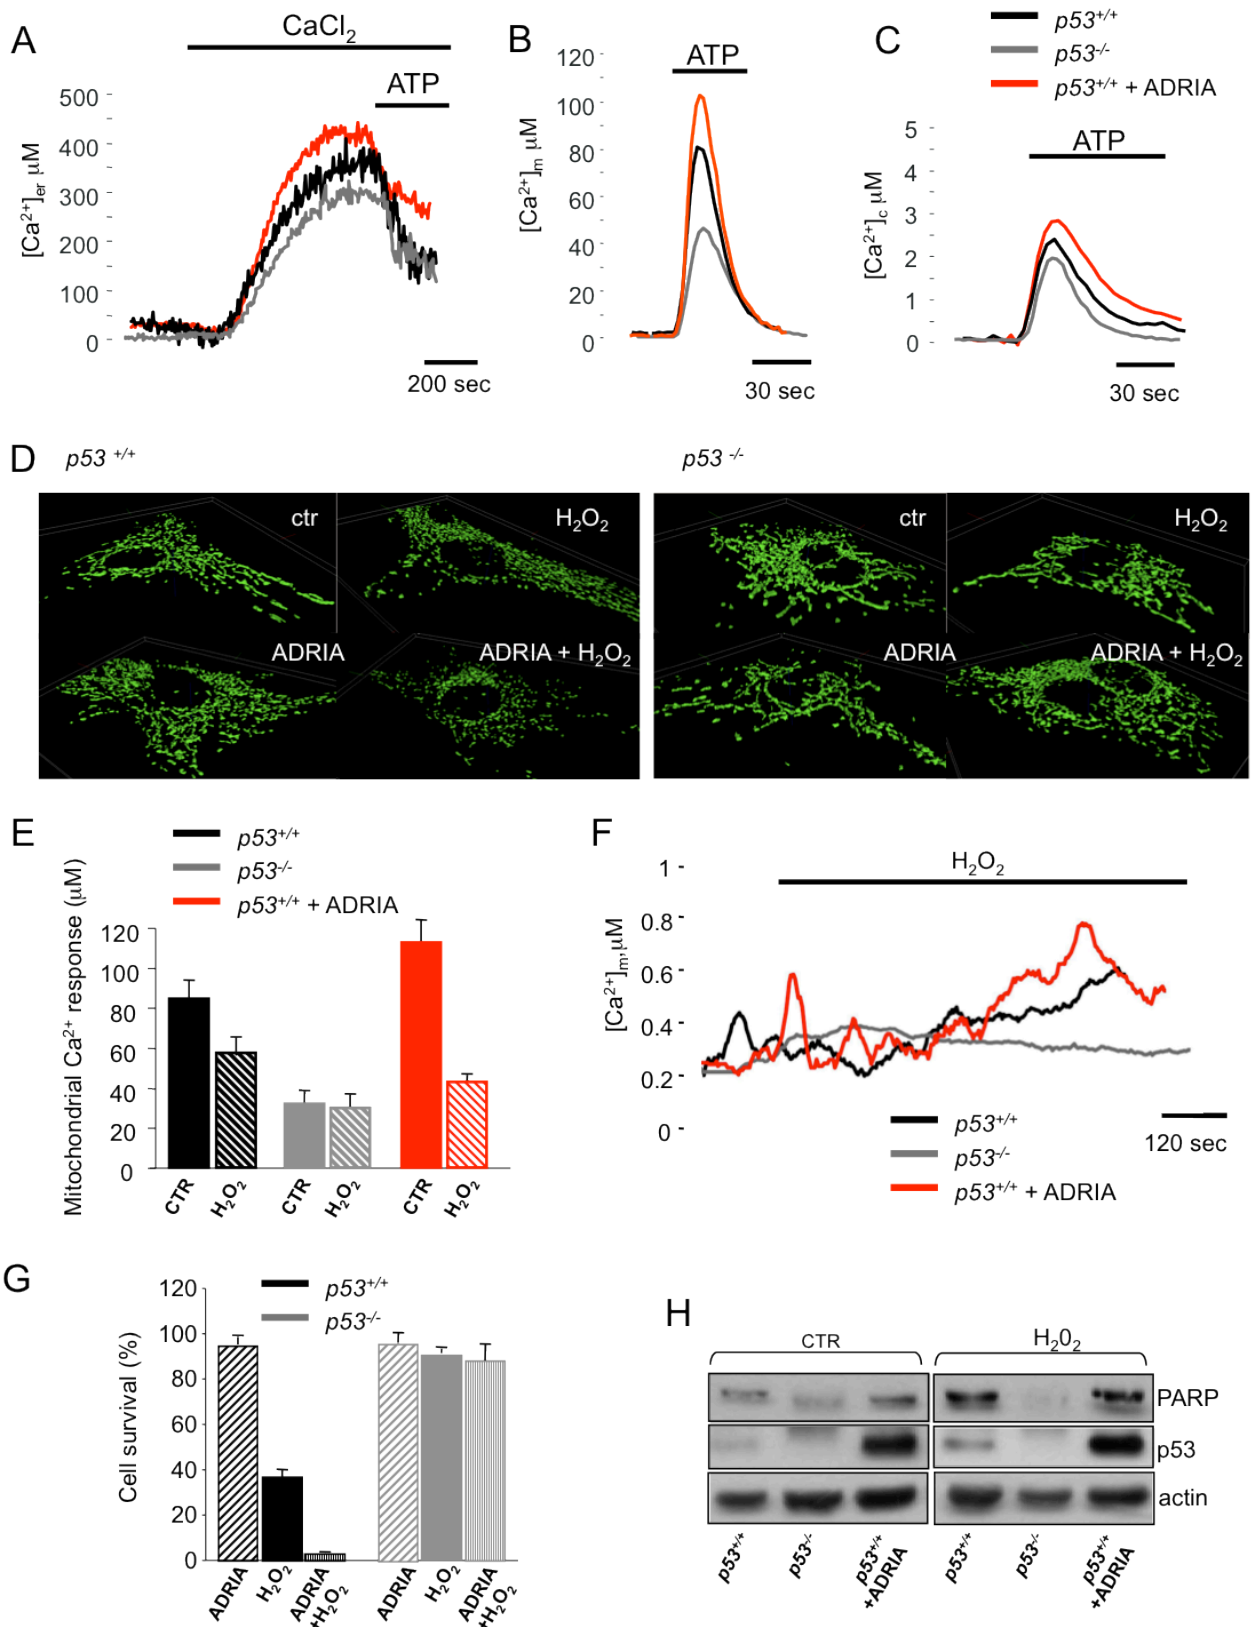 A
CaCl2
ATP
500
400
300
200
100
0
[Ca2+]er μM
200 sec
B
ATP
120
100
80
60
40
20
0
[Ca2+]m μM
30 sec
p53+/+
p53-/-
p53+/+ + ADRIA
C
ATP
5
4
3
2
1
0
[Ca2+]c μM
30 sec
D
p53 +/+
p53 -/-
ctr
H2O2
ctr
H2O2
ADRIA
ADRIA + H2O2
ADRIA
ADRIA + H2O2
E
p53+/+
p53-/-
p53+/+ + ADRIA
Mitochondrial Ca2+ response (μM)
120
100
80
60
40
20
0
CTR
H2O2
CTR
H2O2
CTR
H2O2
F
H2O2
1
0.8
0.6
0.4
0.2
0
[Ca2+]m,μM
p53+/+
p53-/-
p53+/+ + ADRIA
120 sec
G
p53+/+
p53-/-
Cell survival (%)
120
100
80
60
40
20
0
ADRIA
H2O2
ADRIA
+H2O2
ADRIA
H2O2
ADRIA
+H2O2
H
CTR
H202
PARP
p53
actin
p53+/+
p53-/-
p53+/+
+ADRIA
p53+/+
p53-/-
p53+/+
+ADRIA